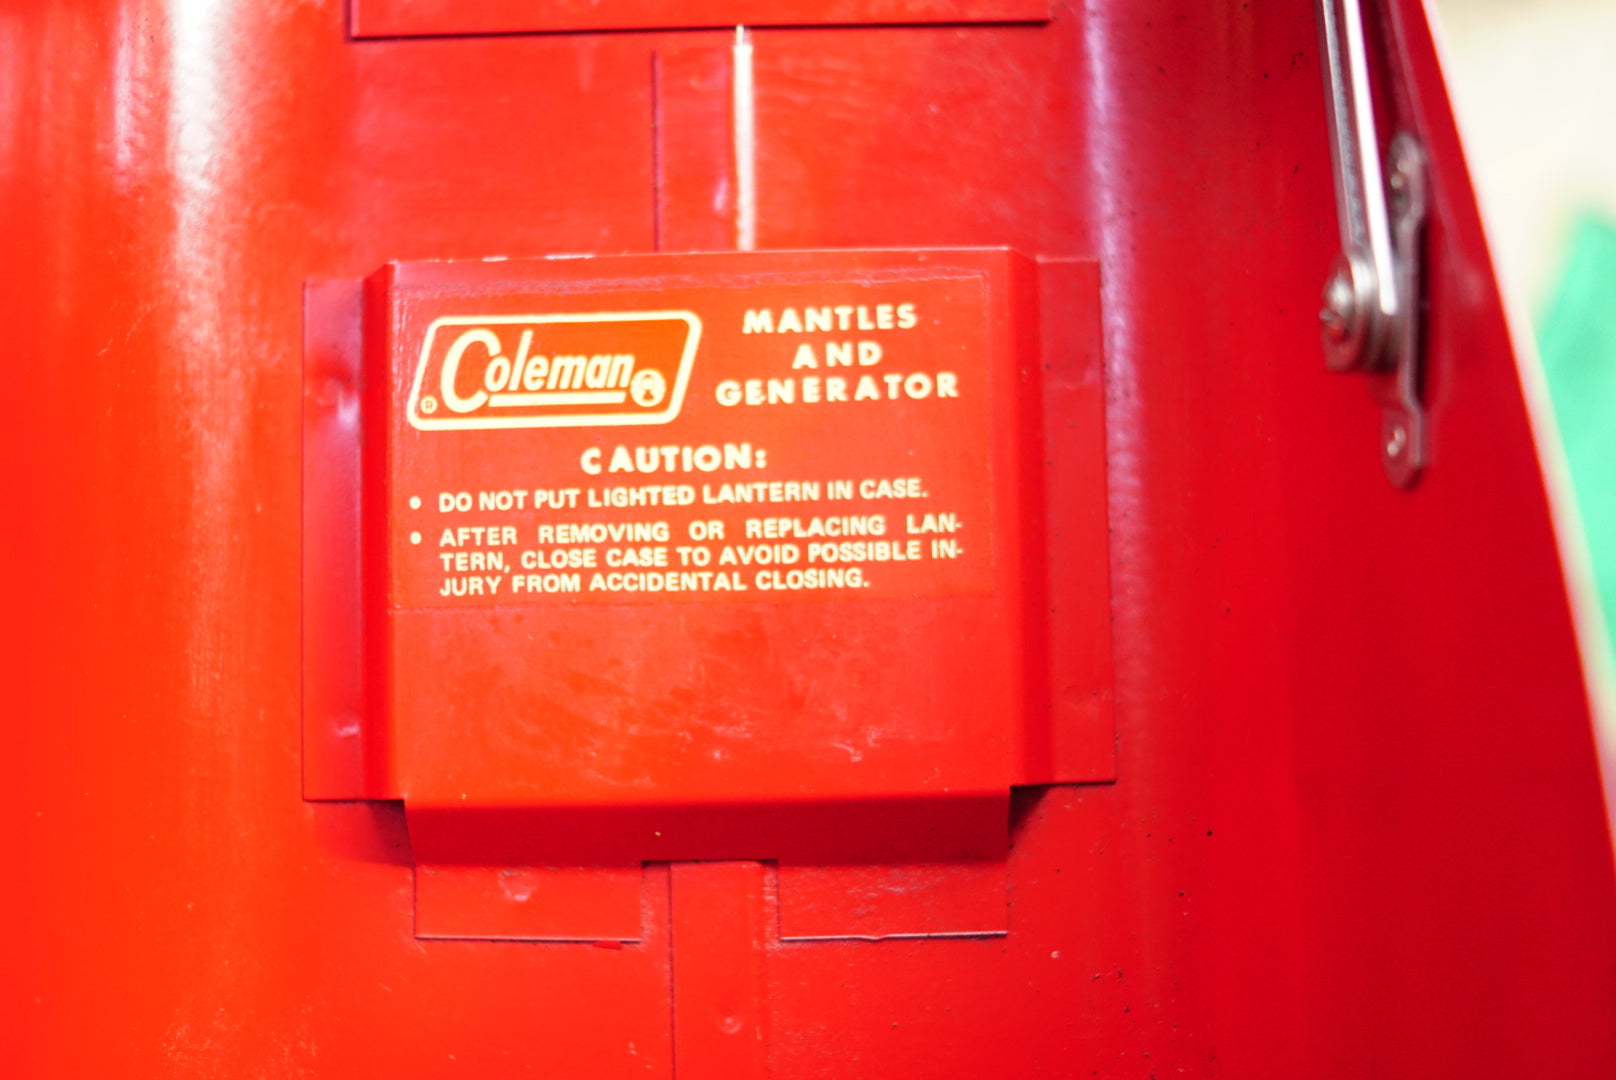 Coleman
®
MANTLES
AND
GENERATOR
CAUTION:
• DO NOT PUT LIGHTED LANTERN IN CASE.
• AFTER REMOVING OR REPLACING LAN-
TERN, CLOSE CASE TO AVOID POSSIBLE IN-
JURY FROM ACCIDENTAL CLOSING.